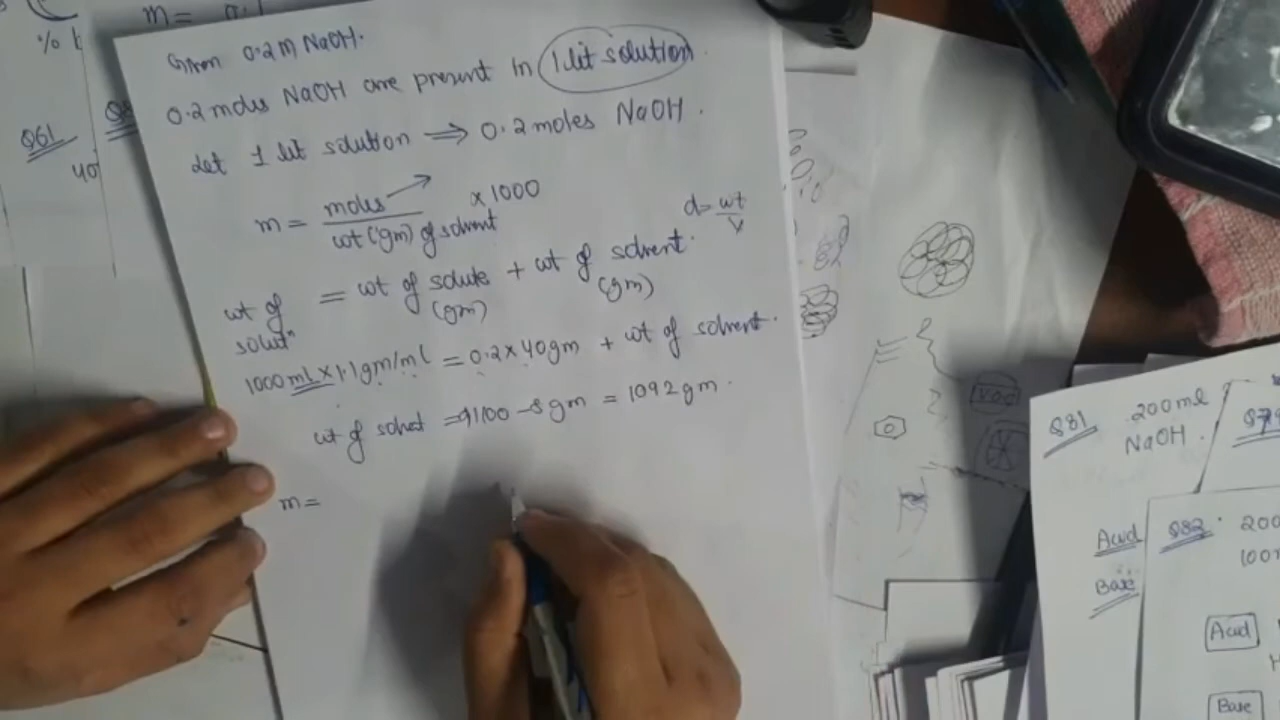 m =
%
Q61
40
Given 0.2M NaOH.
0.2 moles NaOH are present in 1 lit solution.
Let 1 lit solution ⟹ 0.2 moles NaOH.
m = moles / wt (gm) of solvent × 1000
d = wt / V
wt of solutⁿ = wt of solute (gm) + wt of solvent. (gm)
1000 ml × 1.1 gm/ml = 0.2 × 40 gm + wt of solvent.
wt of solvet = 1100 - 8 gm = 1092 gm.
m =
Q81 200 ml
NaOH.
Acid
Base
Q82. 200
100
Acid
Base